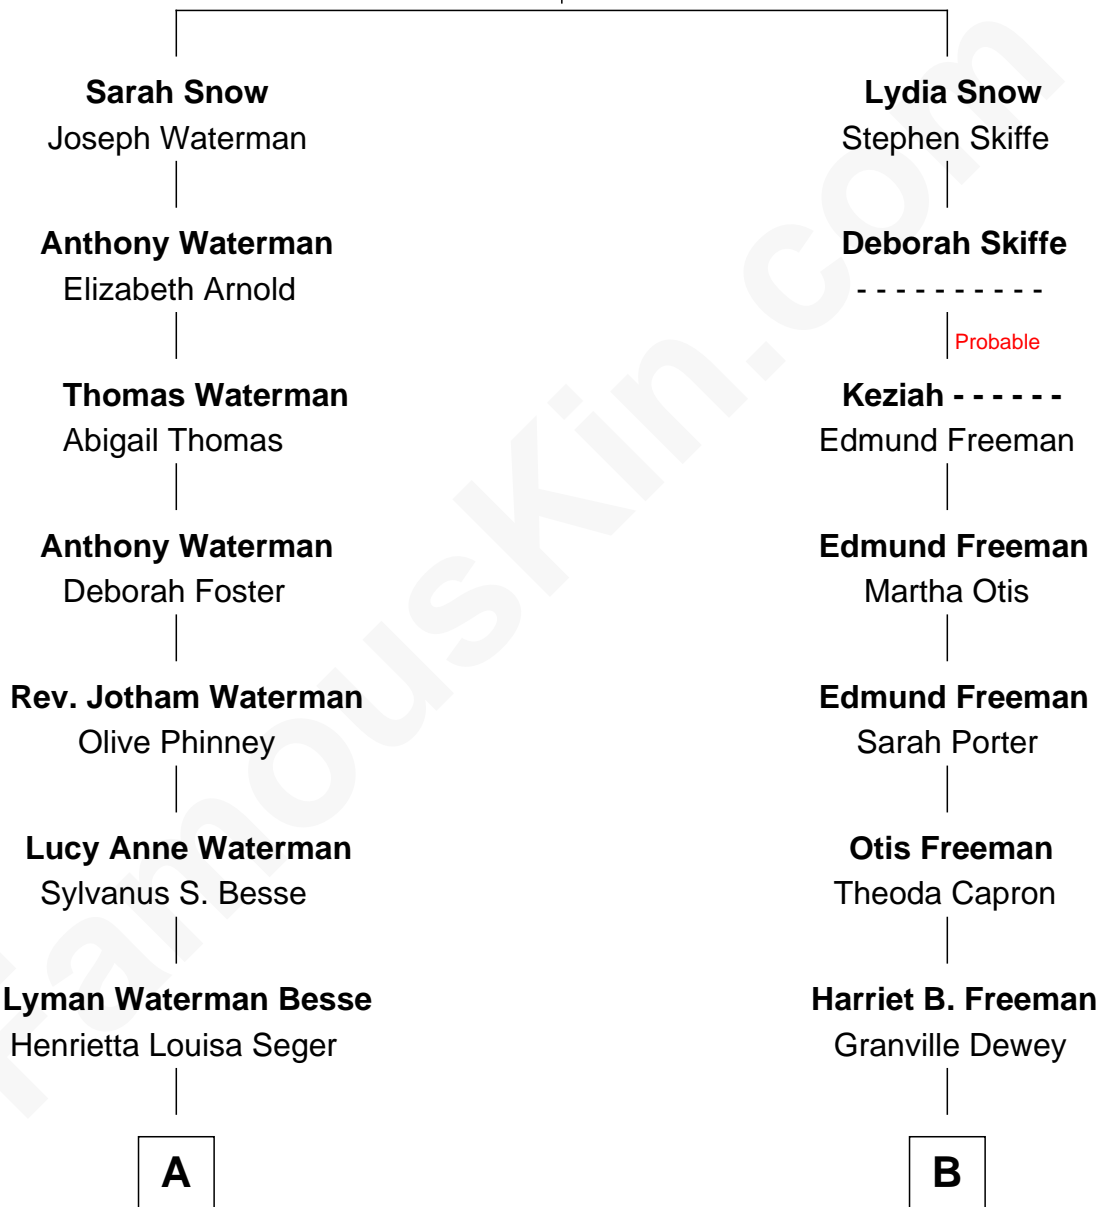 Sarah Snow
Joseph Waterman
Anthony Waterman
Elizabeth Arnold
Thomas Waterman
Abigail Thomas
Anthony Waterman
Deborah Foster
Rev. Jotham Waterman
Olive Phinney
Lucy Anne Waterman
Sylvanus S. Besse
Lyman Waterman Besse
Henrietta Louisa Seger
A
Lydia Snow
Stephen Skiffe
Deborah Skiffe
- - - - - - - - - -
Probable
Keziah - - - - - -
Edmund Freeman
Edmund Freeman
Martha Otis
Edmund Freeman
Sarah Porter
Otis Freeman
Theoda Capron
Harriet B. Freeman
Granville Dewey
B
FamousKin.com